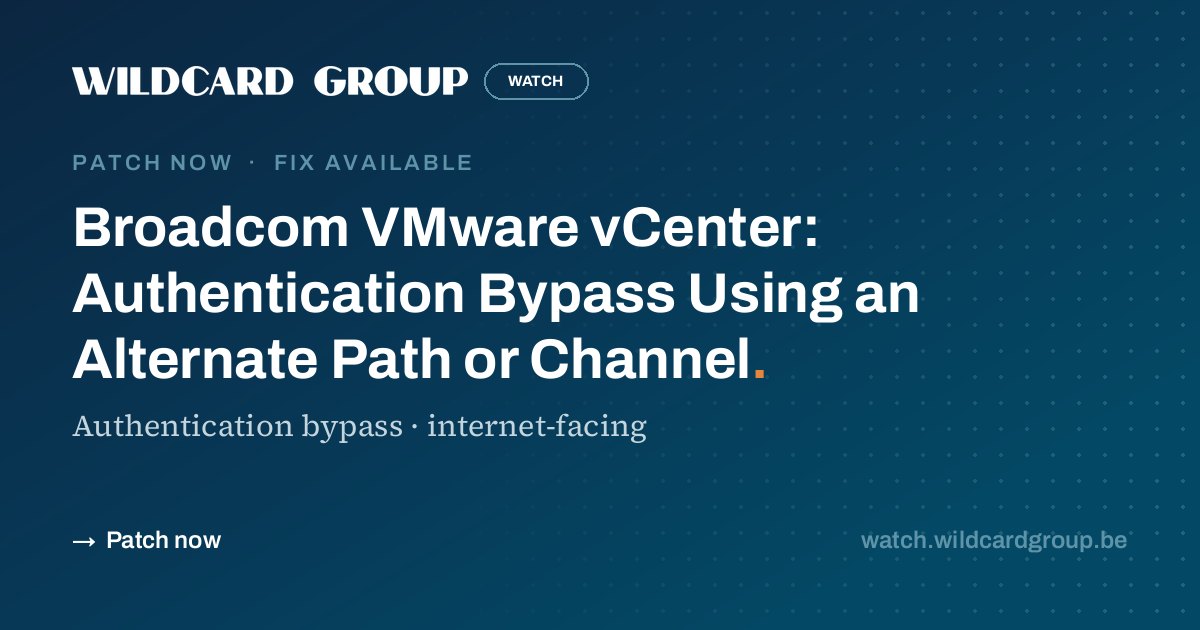 WILDCARD GROUP WATCH
PATCH NOW · FIX AVAILABLE
Broadcom VMware vCenter:
Authentication Bypass Using an
Alternate Path or Channel.
Authentication bypass · internet-facing
→ Patch now
watch.wildcardgroup.be